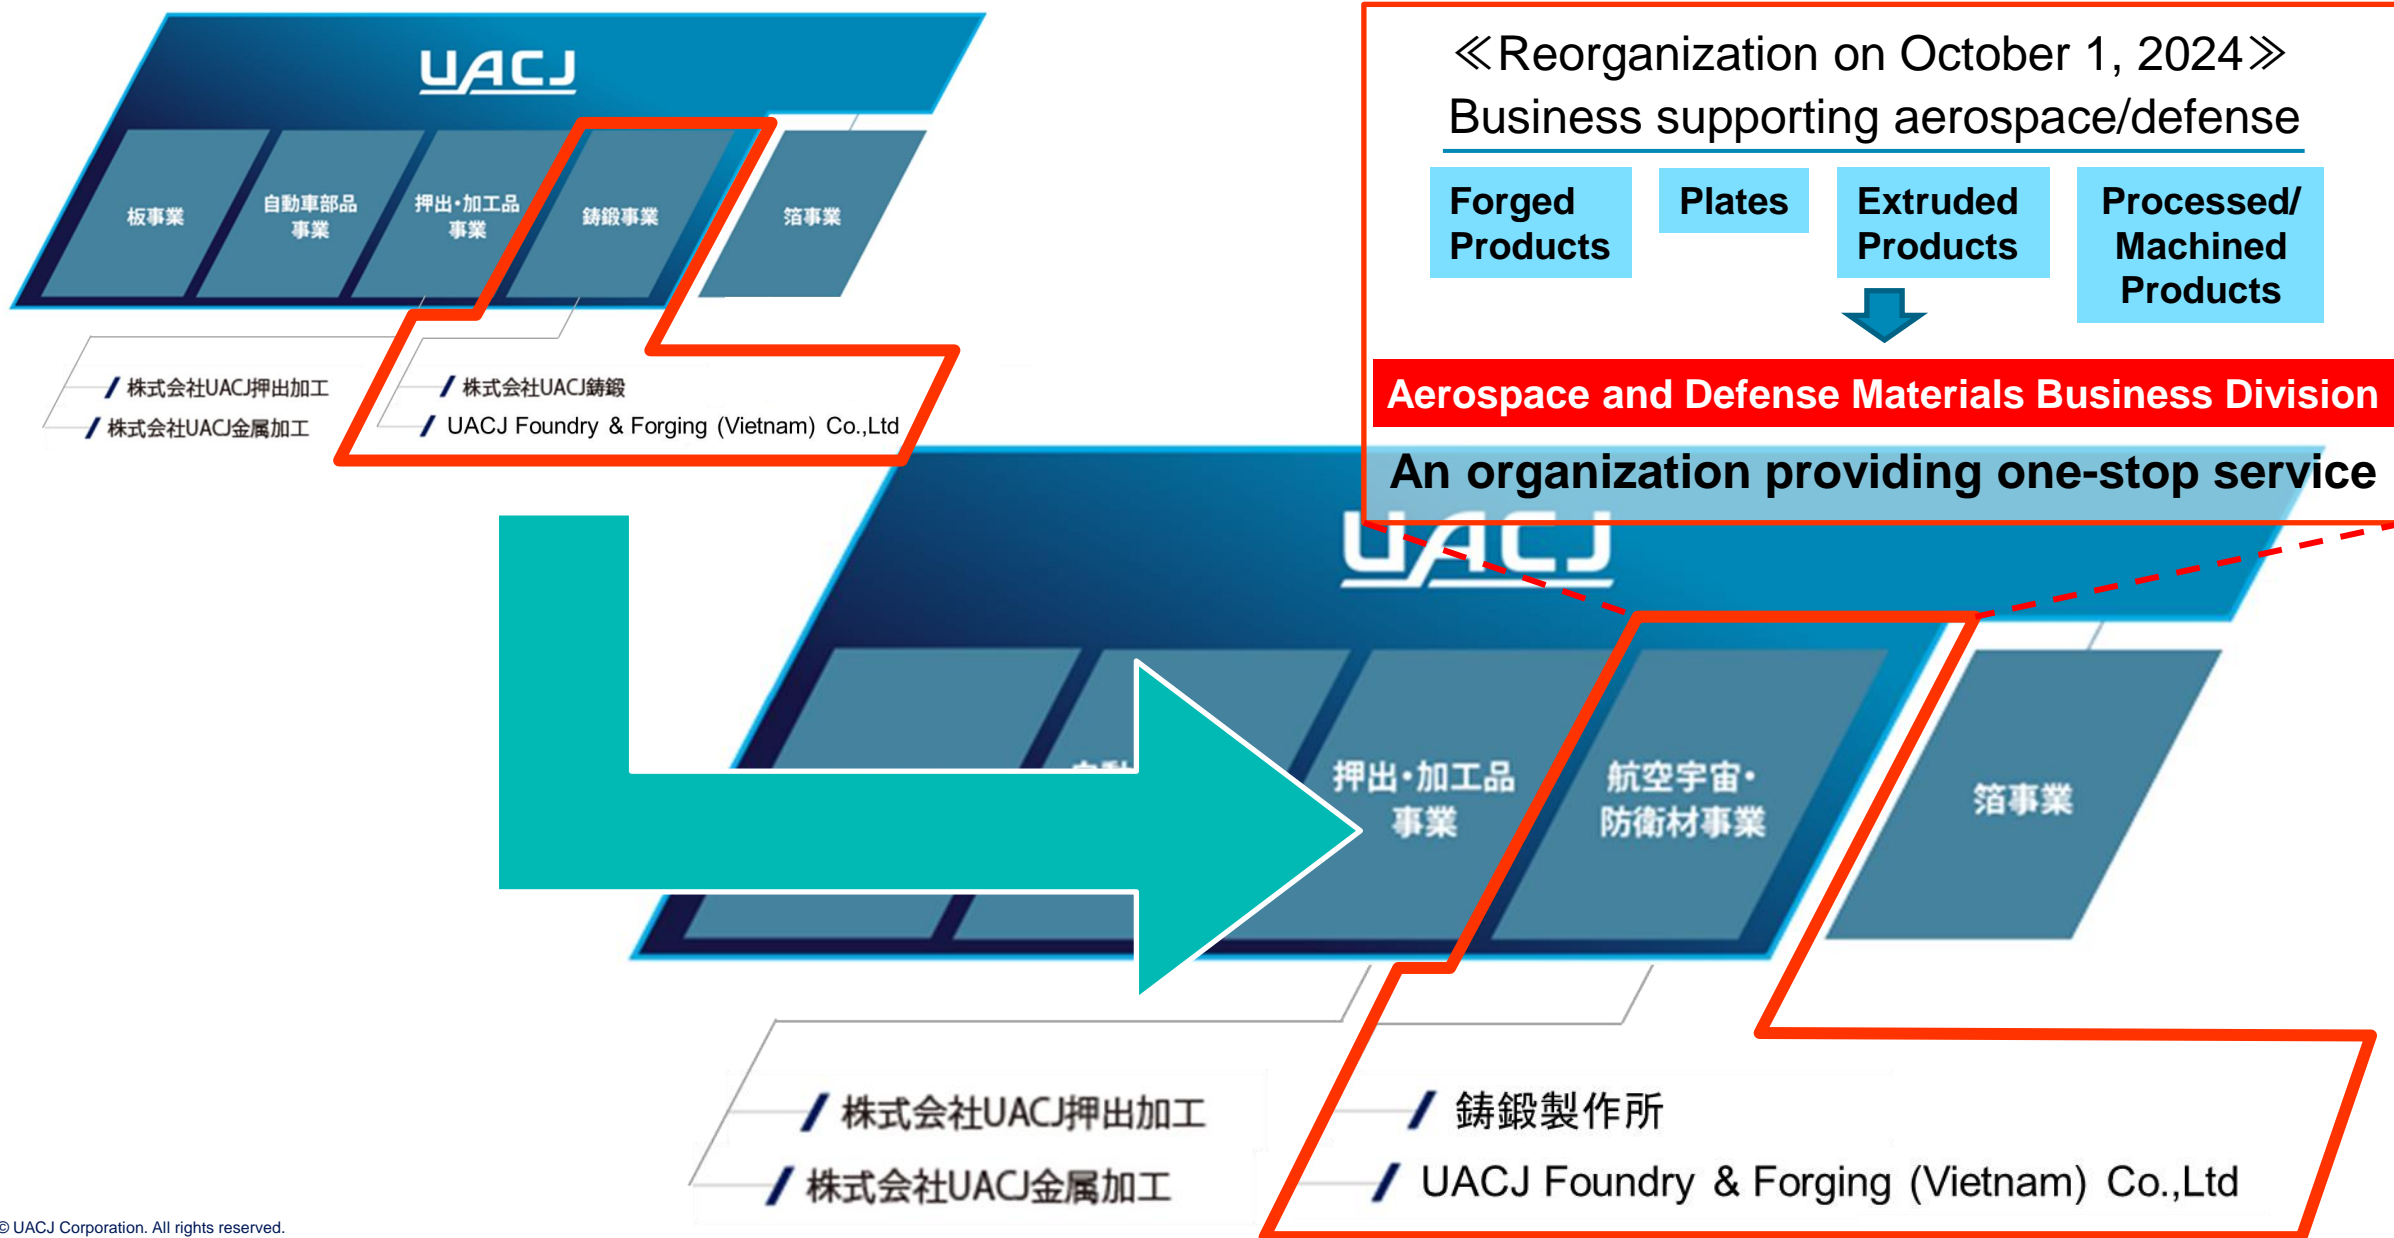 UACJ
板事業
自動車部品
事業
押出・加工品
事業
鋳鍛事業
箔事業
株式会社UACJ押出加工
株式会社UACJ金属加工
株式会社UACJ鋳鍛
UACJ Foundry & Forging (Vietnam) Co.,Ltd
≪Reorganization on October 1, 2024≫
Business supporting aerospace/defense
Forged
Products
Plates
Extruded
Products
Processed/
Machined
Products
Aerospace and Defense Materials Business Division
An organization providing one-stop service
UACJ
押出・加工品
事業
航空宇宙・
防衛材事業
箔事業
株式会社UACJ押出加工
株式会社UACJ金属加工
鋳鍛製作所
UACJ Foundry & Forging (Vietnam) Co.,Ltd
© UACJ Corporation. All rights reserved.